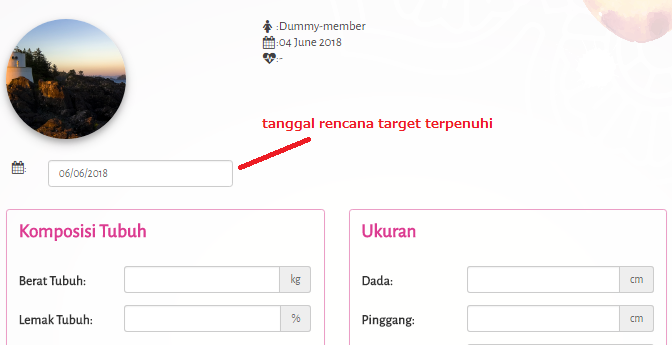 :Dummy-member
:04 June 2018
:-
tanggal rencana target terpenuhi
: 06/06/2018
Komposisi Tubuh
Berat Tubuh: kg
Lemak Tubuh: %
Ukuran
Dada: cm
Pinggang: cm